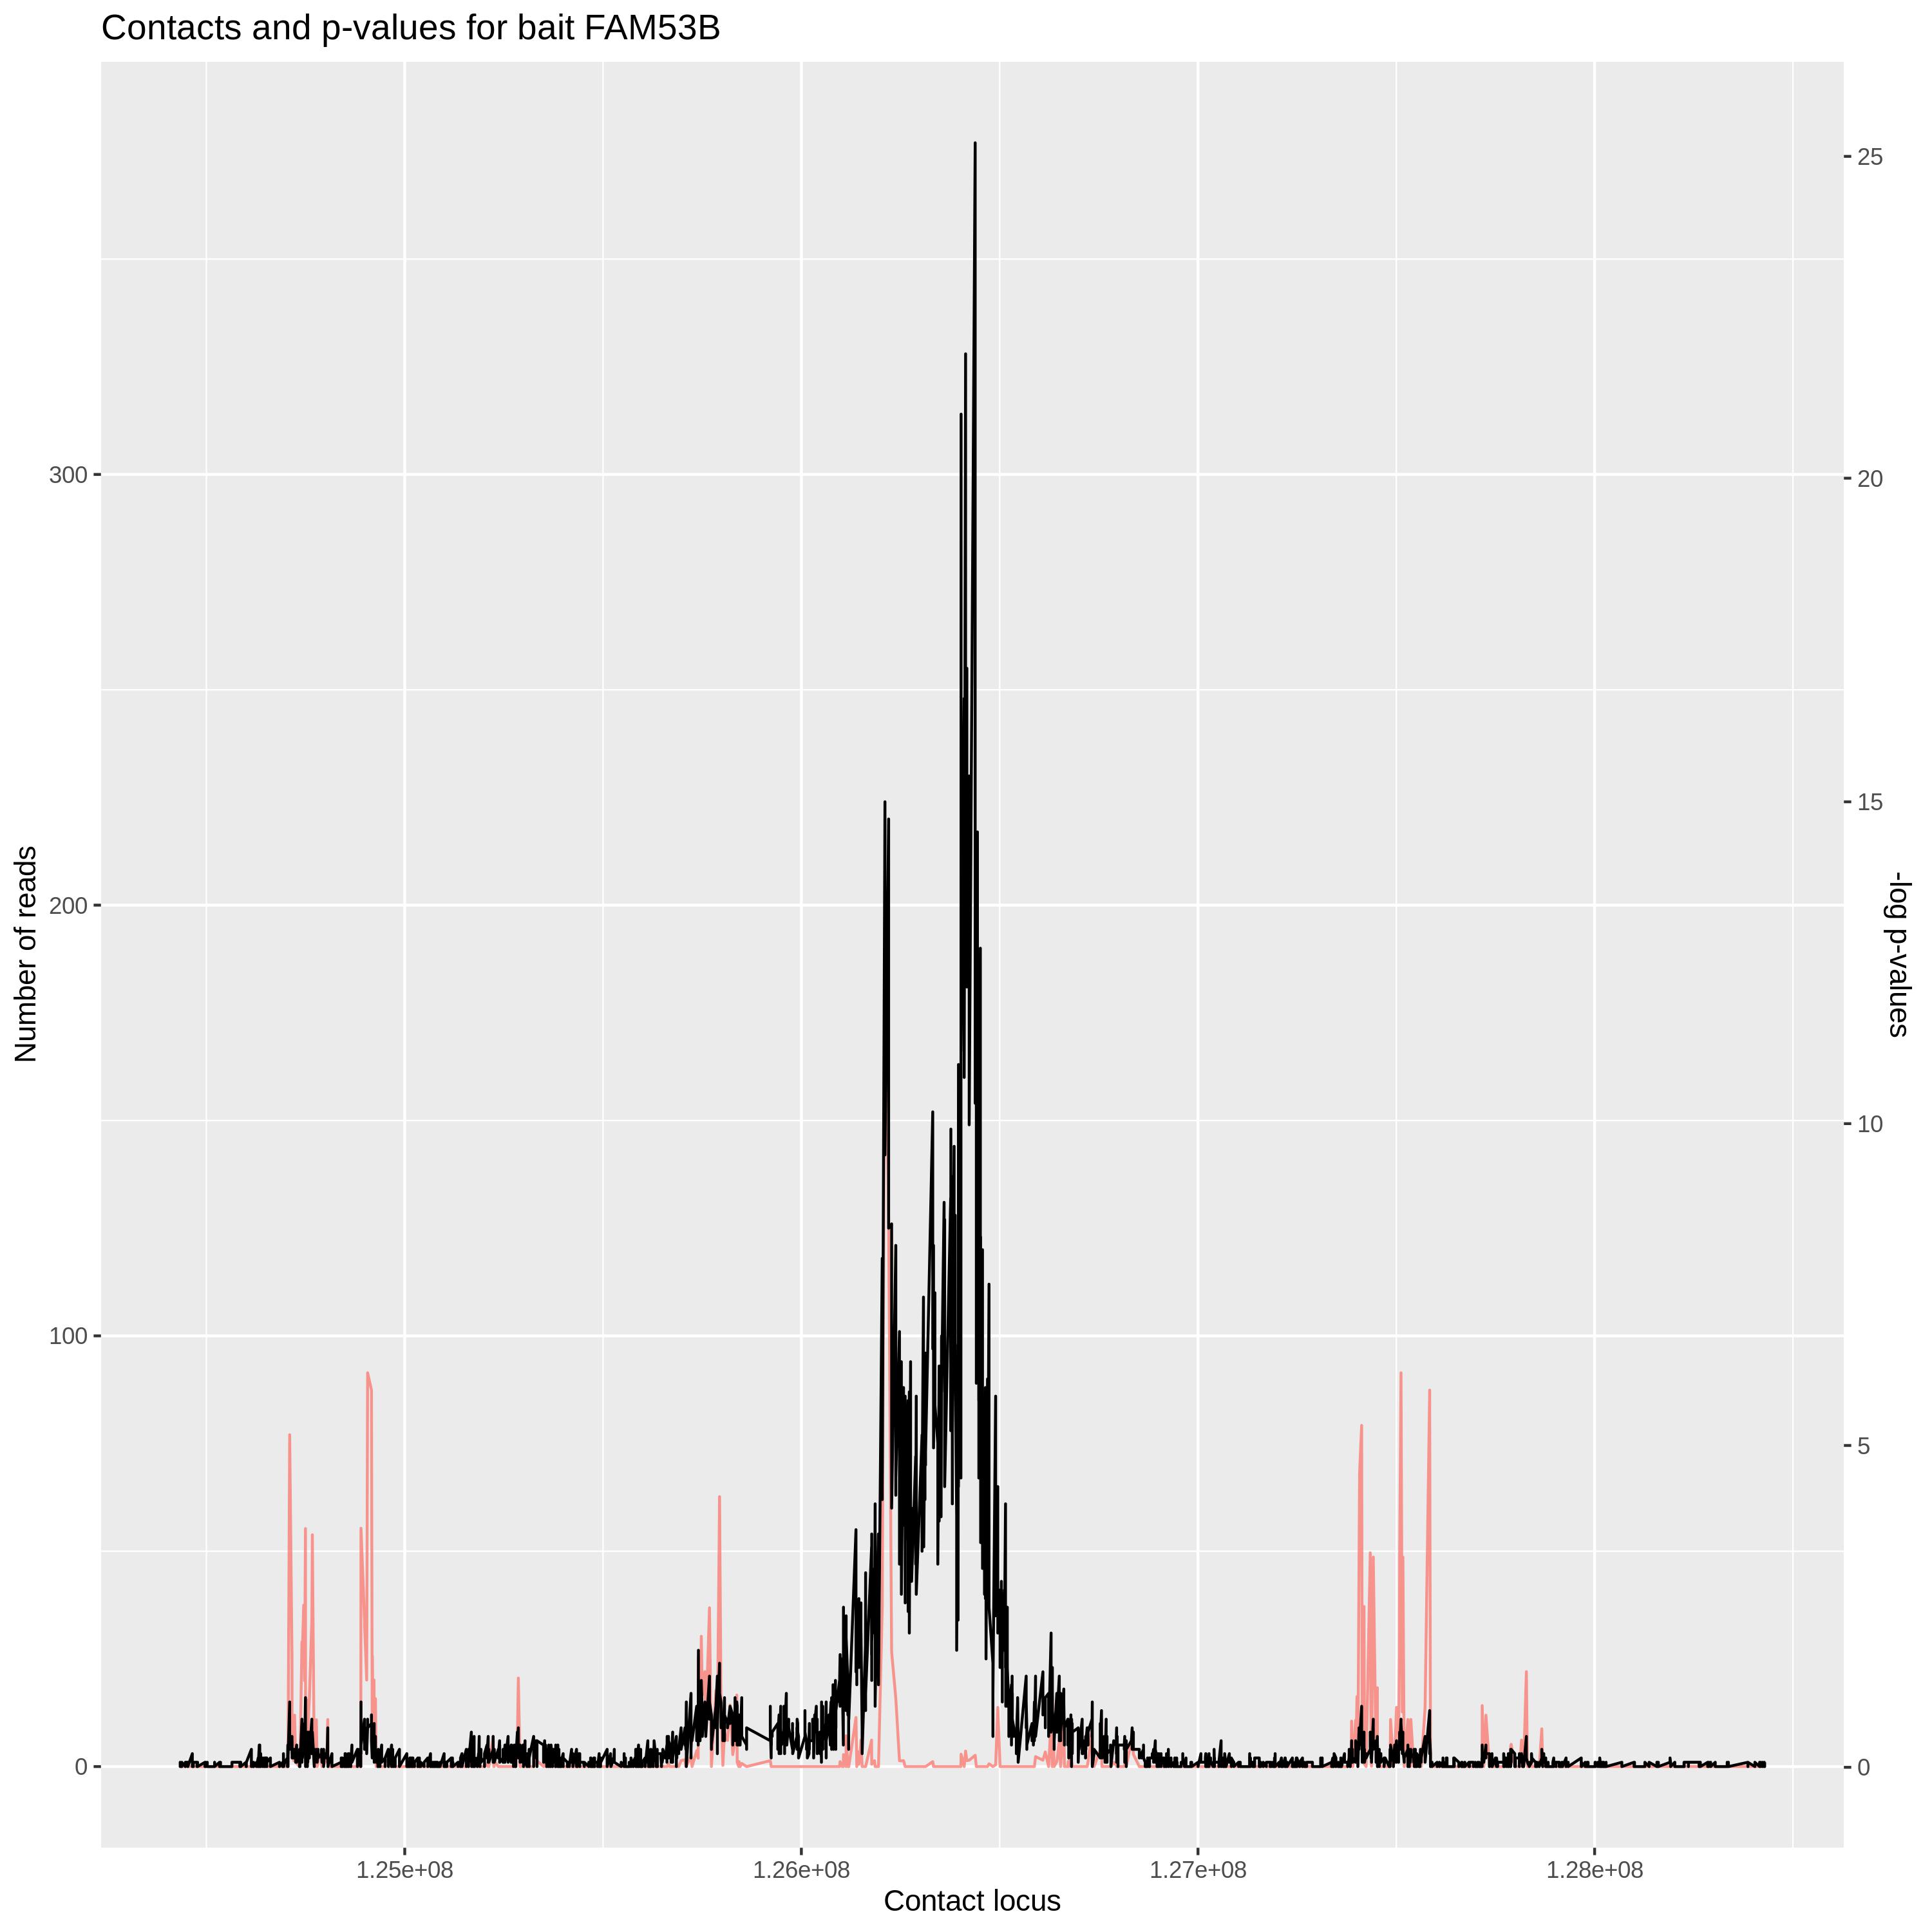 Contacts and p-values for bait FAM53B
Number of reads
300
200
100
0
25
20
15
10
5
0
-log p-values
1.25e+08
1.26e+08
1.27e+08
1.28e+08
Contact locus